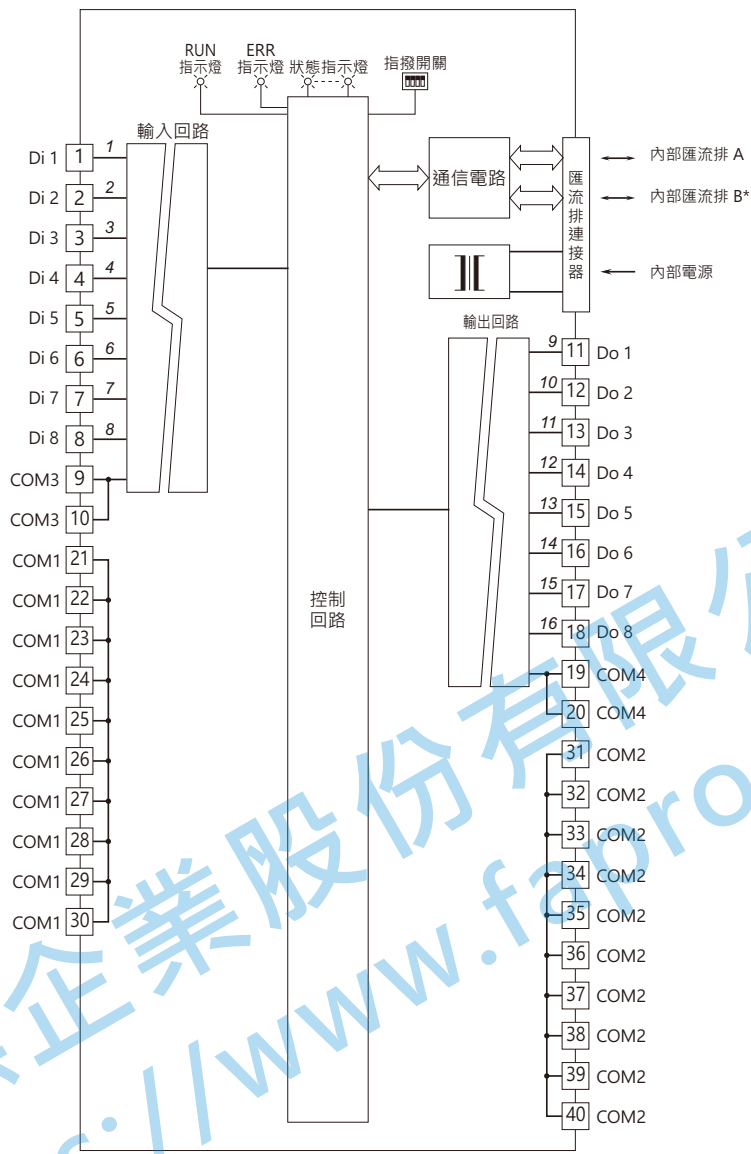 RUN
指示燈
ERR
指示燈
狀態指示燈
指撥開關
輸入回路
Di 1 1 1
Di 2 2 2
Di 3 3 3
Di 4 4 4
Di 5 5 5
Di 6 6 6
Di 7 7 7
Di 8 8 8
COM3 9
COM3 10
COM1 21
COM1 22
COM1 23
COM1 24
COM1 25
COM1 26
COM1 27
COM1 28
COM1 29
COM1 30
控制
回路
通信電路
匯流排連接器
內部匯流排 A
內部匯流排 B*
內部電源
輸出回路
9 11 Do 1
10 12 Do 2
11 13 Do 3
12 14 Do 4
13 15 Do 5
14 16 Do 6
15 17 Do 7
16 18 Do 8
19 COM4
20 COM4
31 COM2
32 COM2
33 COM2
34 COM2
35 COM2
36 COM2
37 COM2
38 COM2
39 COM2
40 COM2
企業股份有限公
s://www.fapro